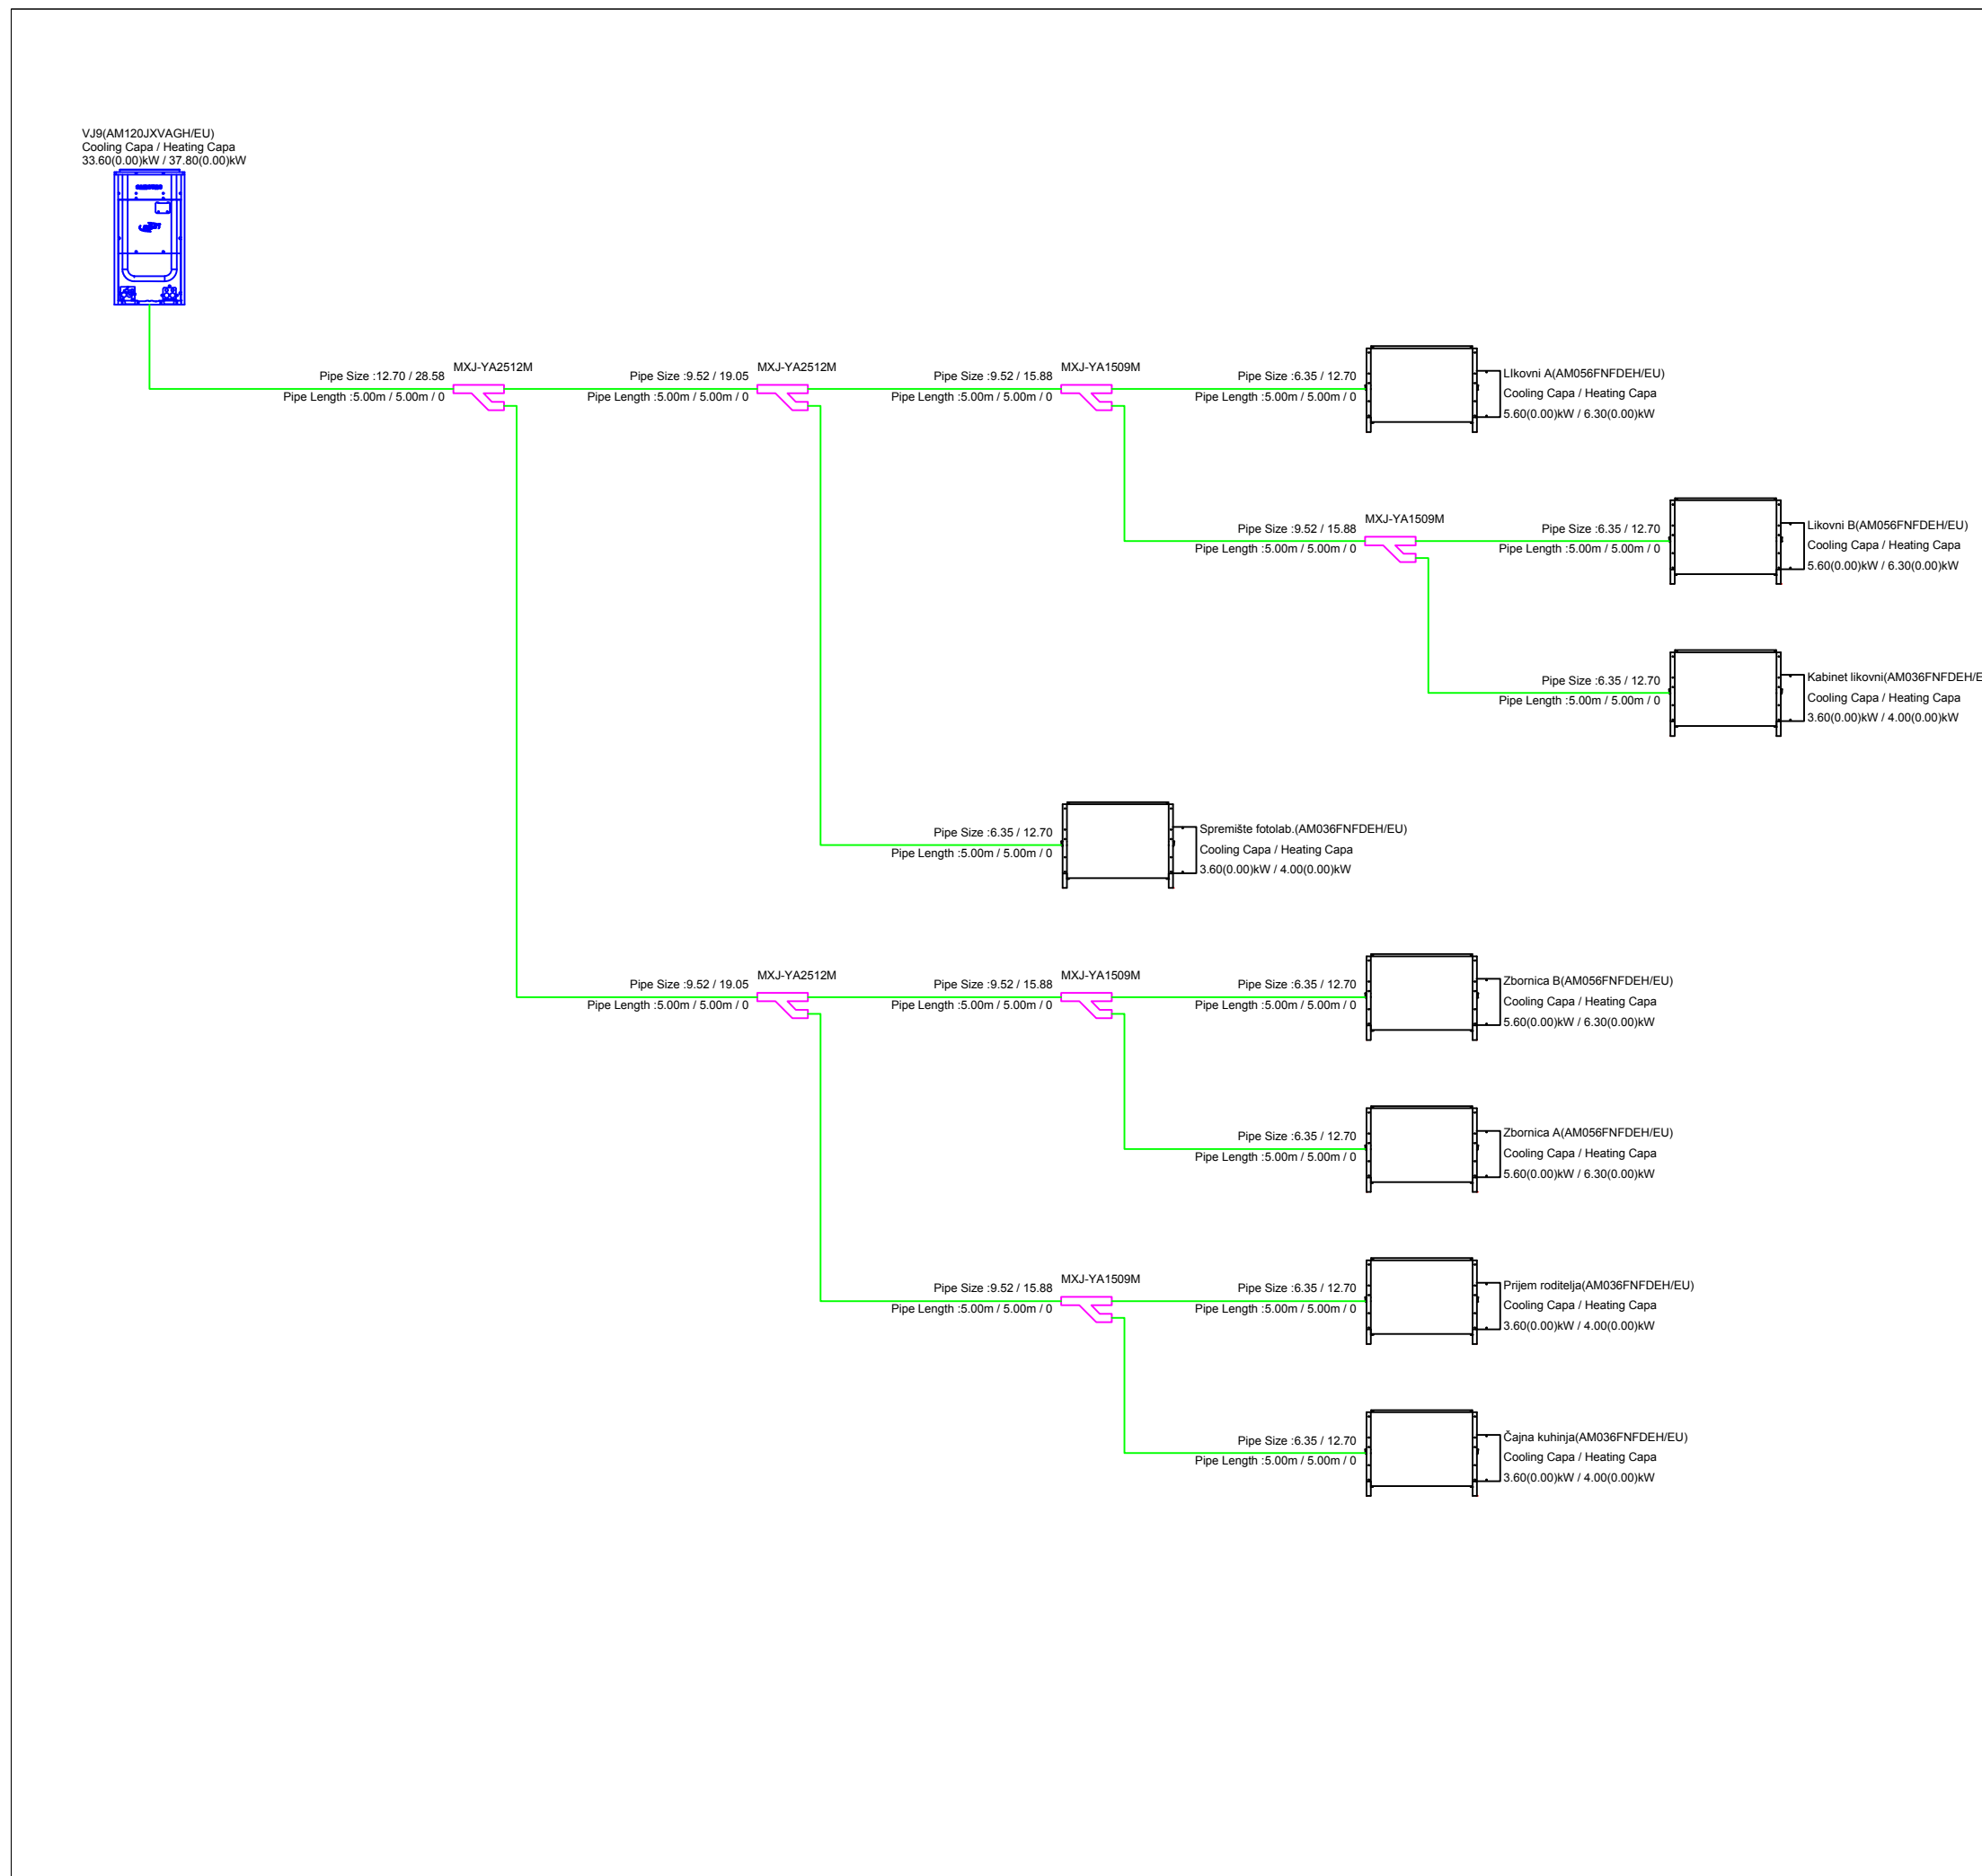 VJ9(AM120JXVAGH/EU)
Cooling Capa / Heating Capa
33.60(0.00)kW / 37.80(0.00)kW
Pipe Size :12.70 / 28.58
Pipe Length :5.00m / 5.00m / 0
MXJ-YA2512M
Pipe Size :9.52 / 19.05
Pipe Length :5.00m / 5.00m / 0
MXJ-YA2512M
Pipe Size :9.52 / 15.88
Pipe Length :5.00m / 5.00m / 0
MXJ-YA1509M
Pipe Size :6.35 / 12.70
Pipe Length :5.00m / 5.00m / 0
LIkovni A(AM056FNFDEH/EU)
Cooling Capa / Heating Capa
5.60(0.00)kW / 6.30(0.00)kW
Pipe Size :9.52 / 15.88
Pipe Length :5.00m / 5.00m / 0
MXJ-YA1509M
Pipe Size :6.35 / 12.70
Pipe Length :5.00m / 5.00m / 0
Likovni B(AM056FNFDEH/EU)
Cooling Capa / Heating Capa
5.60(0.00)kW / 6.30(0.00)kW
Pipe Size :6.35 / 12.70
Pipe Length :5.00m / 5.00m / 0
Kabinet likovni(AM036FNFDEH/E
Cooling Capa / Heating Capa
3.60(0.00)kW / 4.00(0.00)kW
Pipe Size :6.35 / 12.70
Pipe Length :5.00m / 5.00m / 0
Spremište fotolab.(AM036FNFDEH/EU)
Cooling Capa / Heating Capa
3.60(0.00)kW / 4.00(0.00)kW
Pipe Size :9.52 / 19.05
Pipe Length :5.00m / 5.00m / 0
MXJ-YA2512M
Pipe Size :9.52 / 15.88
Pipe Length :5.00m / 5.00m / 0
MXJ-YA1509M
Pipe Size :6.35 / 12.70
Pipe Length :5.00m / 5.00m / 0
Zbornica B(AM056FNFDEH/EU)
Cooling Capa / Heating Capa
5.60(0.00)kW / 6.30(0.00)kW
Pipe Size :6.35 / 12.70
Pipe Length :5.00m / 5.00m / 0
Zbornica A(AM056FNFDEH/EU)
Cooling Capa / Heating Capa
5.60(0.00)kW / 6.30(0.00)kW
Pipe Size :9.52 / 15.88
Pipe Length :5.00m / 5.00m / 0
MXJ-YA1509M
Pipe Size :6.35 / 12.70
Pipe Length :5.00m / 5.00m / 0
Prijem roditelja(AM036FNFDEH/EU)
Cooling Capa / Heating Capa
3.60(0.00)kW / 4.00(0.00)kW
Pipe Size :6.35 / 12.70
Pipe Length :5.00m / 5.00m / 0
Čajna kuhinja(AM036FNFDEH/EU)
Cooling Capa / Heating Capa
3.60(0.00)kW / 4.00(0.00)kW